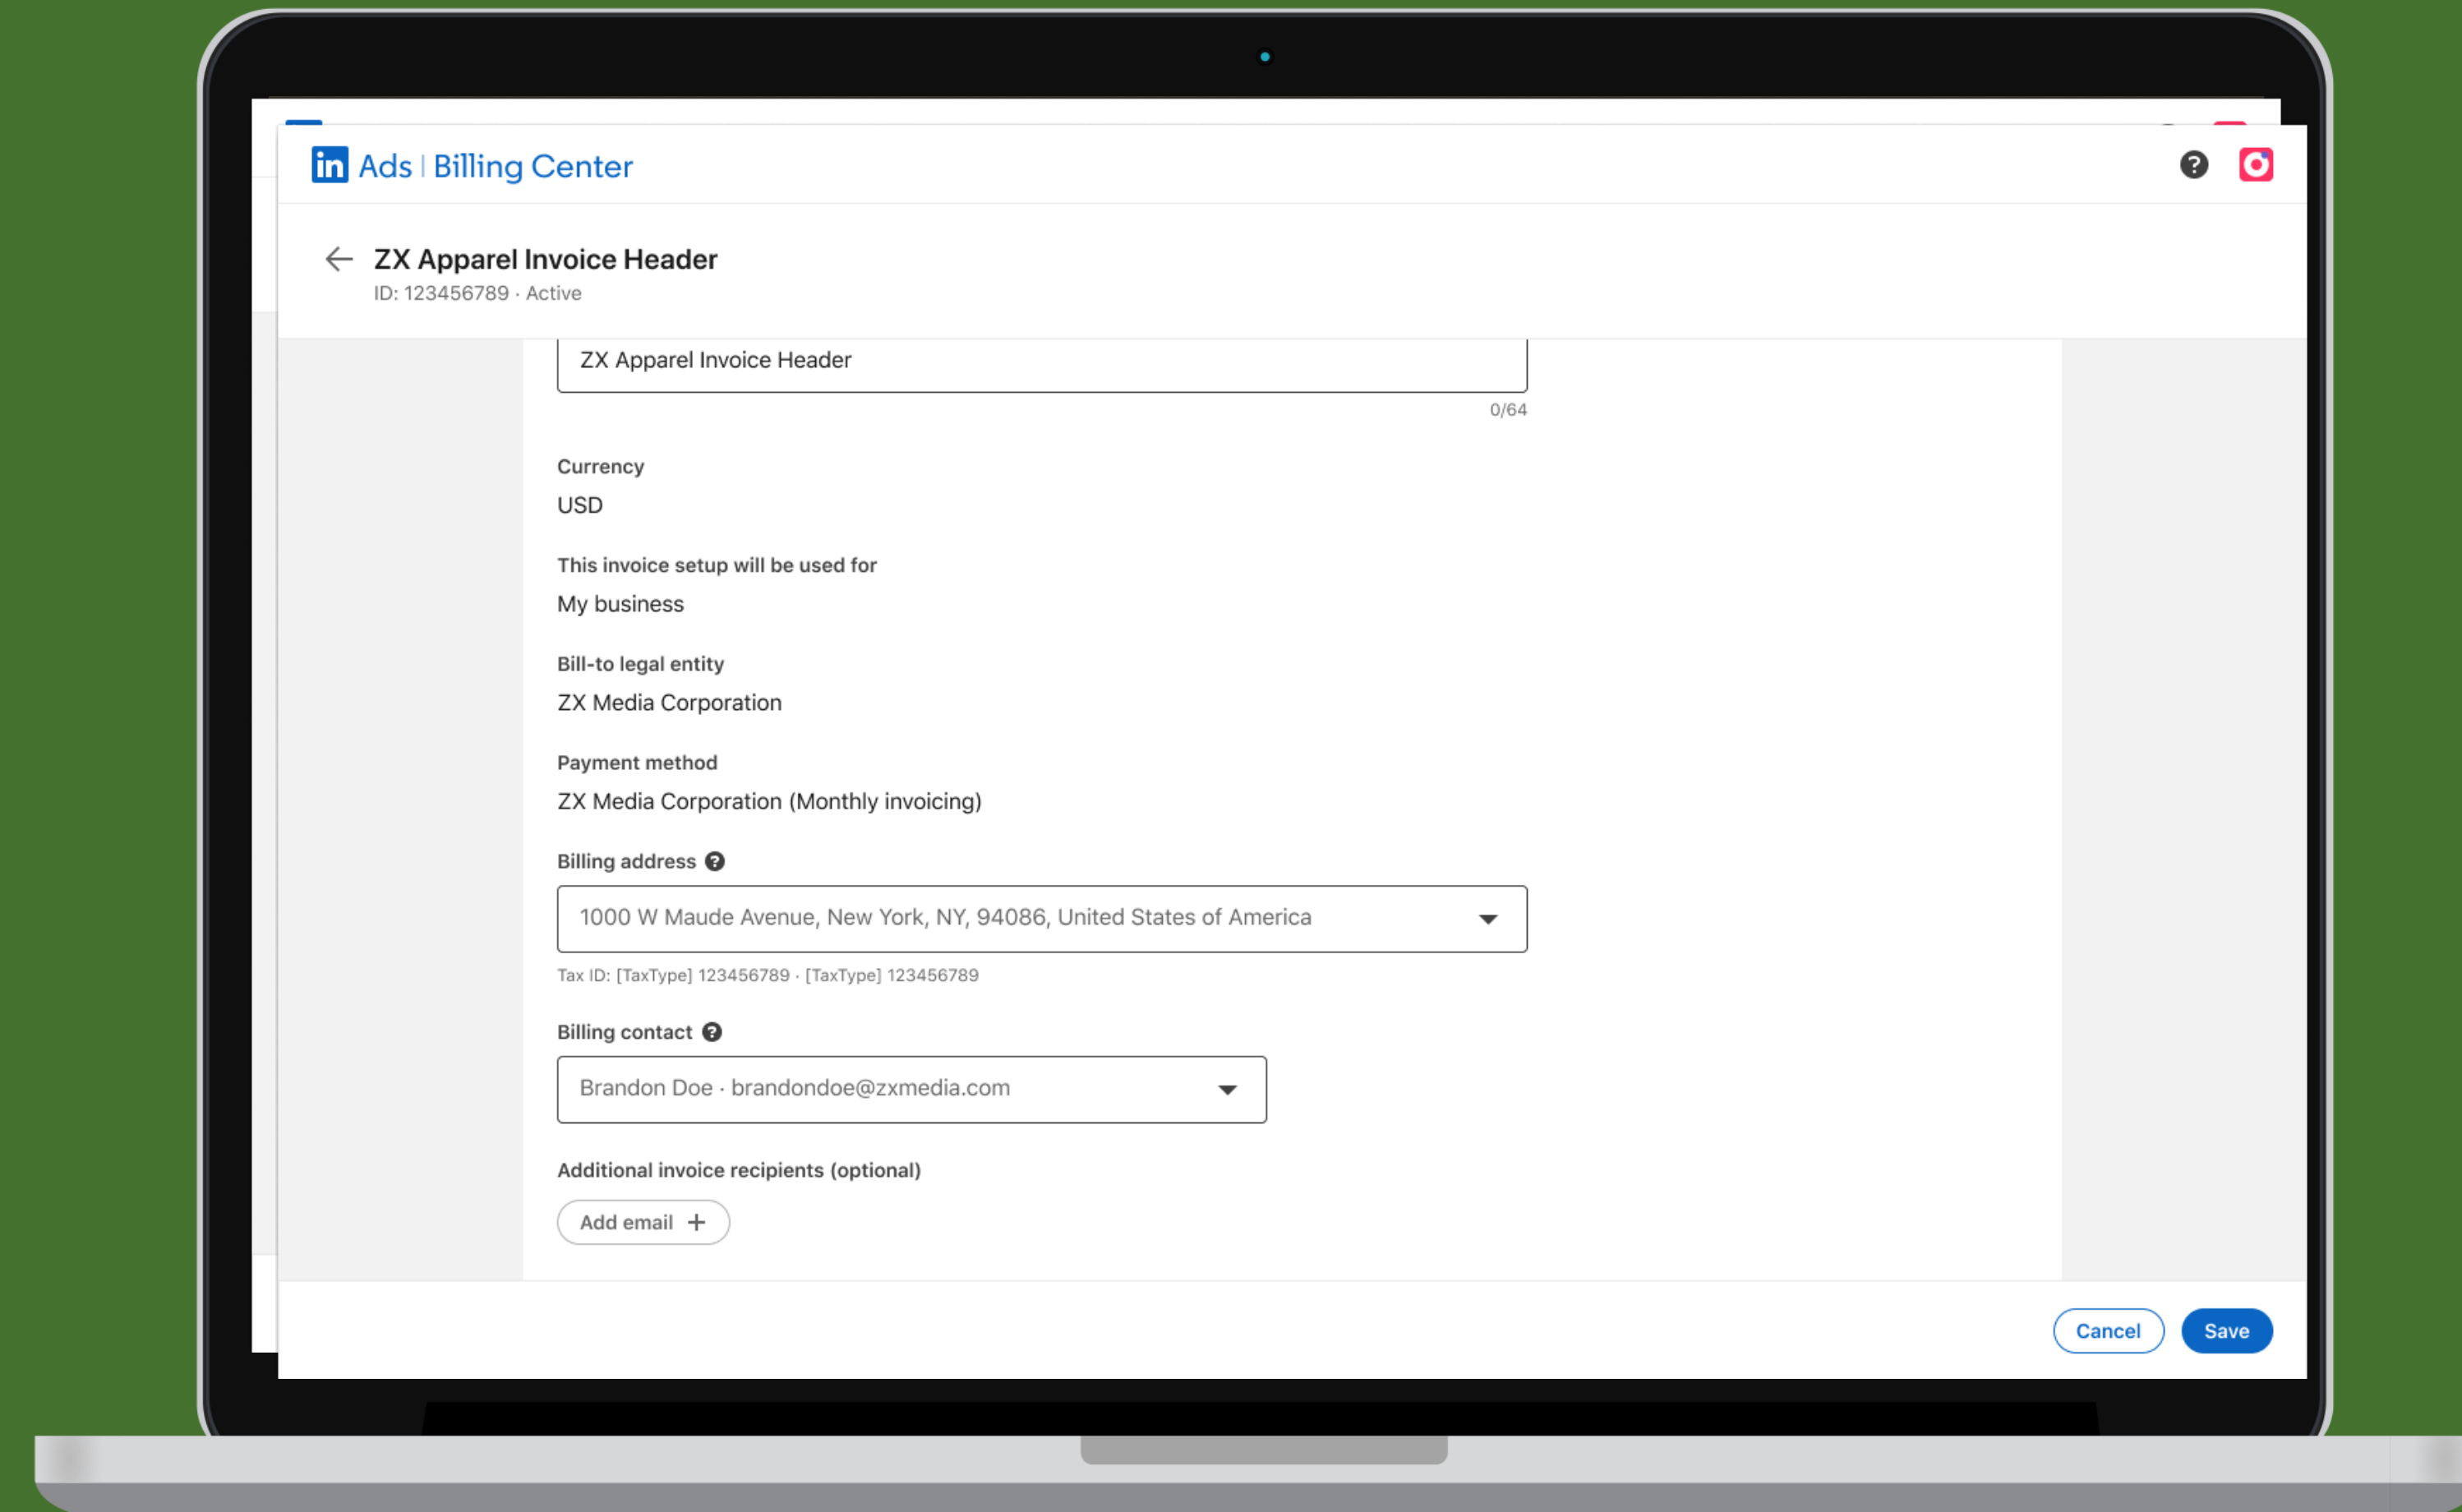 in Ads | Billing Center
ZX Apparel Invoice Header
ID: 123456789 · Active
ZX Apparel Invoice Header
0/64
Currency
USD
This invoice setup will be used for
My business
Bill-to legal entity
ZX Media Corporation
Payment method
ZX Media Corporation (Monthly invoicing)
Billing address
1000 W Maude Avenue, New York, NY, 94086, United States of America
Tax ID: [TaxType] 123456789 · [TaxType] 123456789
Billing contact
Brandon Doe · brandondoe@zxmedia.com
Additional invoice recipients (optional)
Add email +
Cancel
Save